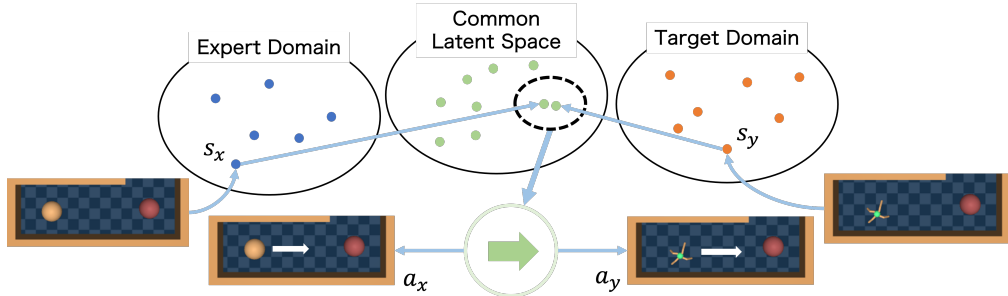 Expert Domain
Common
Latent Space
Target Domain
s_x
s_y
a_x
a_y